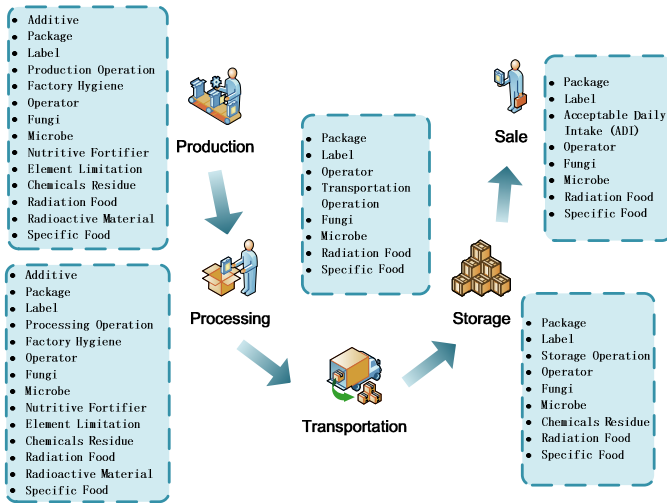 Additive
Package
Label
Production Operation
Factory Hygiene
Operator
Fungi
Microbe
Nutritive Fortifier
Element Limitation
Chemicals Residue
Radiation Food
Radioactive Material
Specific Food
Production
Package
Label
Operator
Transportation
Operation
Fungi
Microbe
Radiation Food
Specific Food
Sale
Package
Label
Acceptable Daily
Intake (ADI)
Operator
Fungi
Microbe
Radiation Food
Specific Food
Additive
Package
Label
Processing Operation
Factory Hygiene
Operator
Fungi
Microbe
Nutritive Fortifier
Element Limitation
Chemicals Residue
Radiation Food
Radioactive Material
Specific Food
Processing
Transportation
Storage
Package
Label
Storage Operation
Operator
Fungi
Microbe
Chemicals Residue
Radiation Food
Specific Food